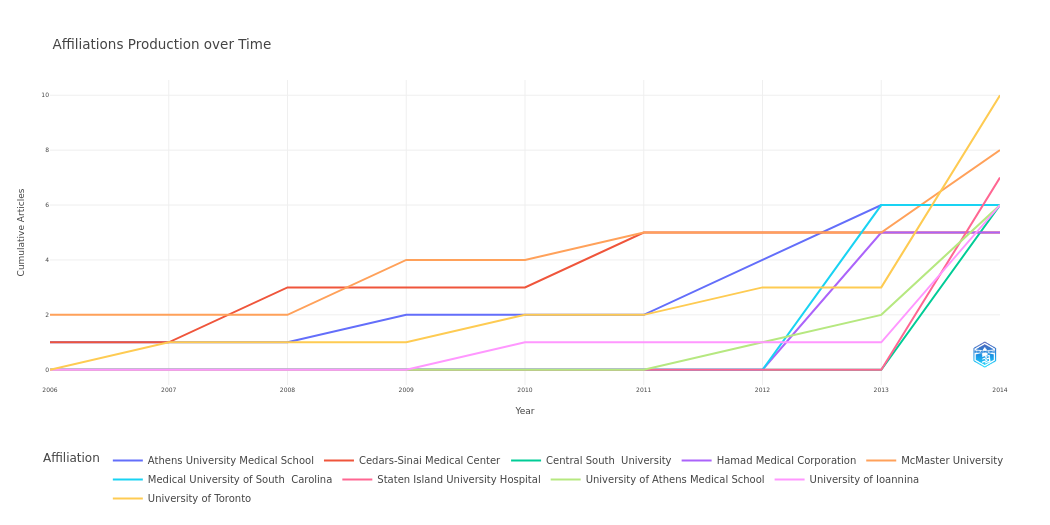 Affiliations Production over Time
10
8
6
4
2
0
Cumulative Articles
2006 2007 2008 2009 2010 2011 2012 2013 2014
Year
Affiliation
Athens University Medical School Cedars-Sinai Medical Center Central South  University Hamad Medical Corporation McMaster University
Medical University of South  Carolina Staten Island University Hospital University of Athens Medical School University of Ioannina
University of Toronto